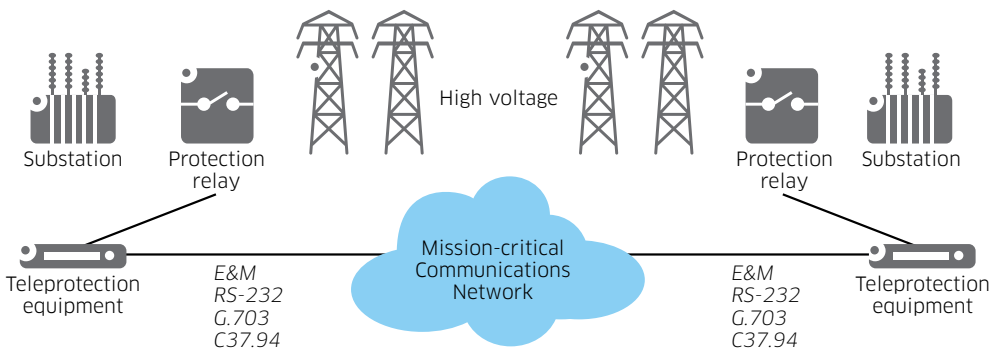 High voltage
Substation
Protection
relay
Protection
relay
Substation
Mission-critical
Communications
Network
Teleprotection
equipment
E&M
RS-232
G.703
C37.94
E&M
RS-232
G.703
C37.94
Teleprotection
equipment